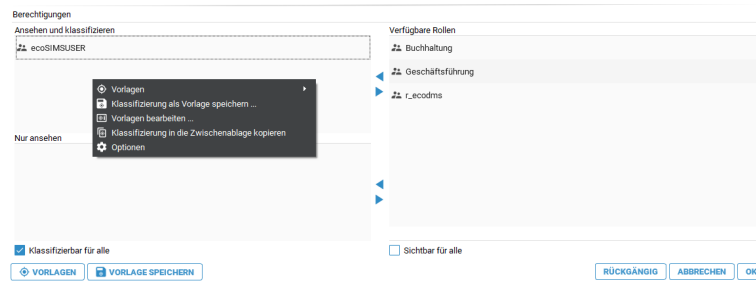 Berechtigungen
Ansehen und klassifizieren
ecoSIMSUSER
Vorlagen
Klassifizierung als Vorlage speichern ...
Vorlagen bearbeiten ...
Klassifizierung in die Zwischenablage kopieren
Optionen
Nur ansehen
Verfügbare Rollen
Buchhaltung
Geschäftsführung
r_ecodms
Klassifizierbar für alle
Sichtbar für alle
VORLAGEN VORLAGE SPEICHERN RÜCKGÄNGIG ABBRECHEN OK